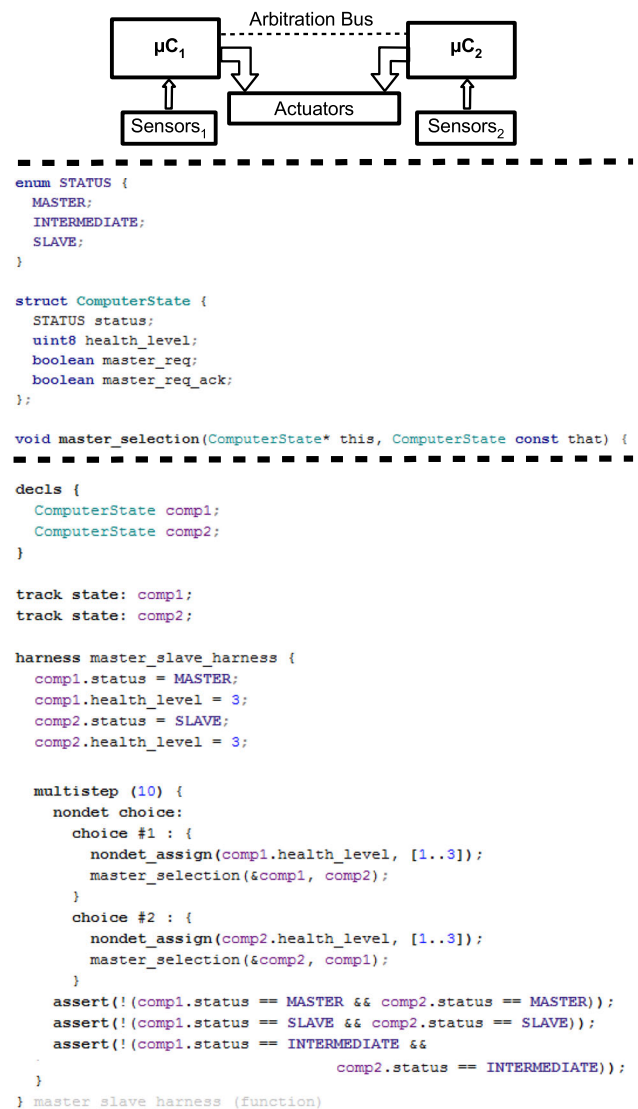 Arbitration Bus
µC1 µC2
Actuators
Sensors1 Sensors2
enum STATUS {
MASTER;
INTERMEDIATE;
SLAVE;
}
struct ComputerState {
STATUS status;
uint8 health_level;
boolean master_req;
boolean master_req_ack;
};
void master_selection(ComputerState* this, ComputerState const that) {
decls {
ComputerState comp1;
ComputerState comp2;
}
track state: comp1;
track state: comp2;
harness master_slave_harness {
comp1.status = MASTER;
comp1.health_level = 3;
comp2.status = SLAVE;
comp2.health_level = 3;
multistep (10) {
nondet choice:
choice #1 : {
nondet_assign(comp1.health_level, [1..3]);
master_selection(&comp1, comp2);
}
choice #2 : {
nondet_assign(comp2.health_level, [1..3]);
master_selection(&comp2, comp1);
}
assert(!(comp1.status == MASTER && comp2.status == MASTER));
assert(!(comp1.status == SLAVE && comp2.status == SLAVE));
assert(!(comp1.status == INTERMEDIATE &&
comp2.status == INTERMEDIATE));
}
} master slave harness (function)